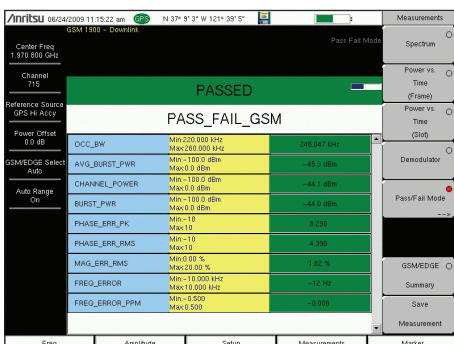 Anritsu 06/24/2009 11:15:22 am GPS N 37° 9' 3" W 121° 39' 5"
GSM 1900 - Downlink
Pass Fail Mode
Center Freq
1.970 800 GHz
Channel
715
Reference Source
GPS Hi Accy
Power Offset
0.0 dB
GSM/EDGE Select
Auto
Auto Range
On
PASSED
PASS_FAIL_GSM
OCC_BW Min:220.000 kHz Max:260.000 kHz 246.047 kHz
AVG_BURST_PWR Min:-100.0 dBm Max:0.0 dBm -45.3 dBm
CHANNEL_POWER Min:-100.0 dBm Max:0.0 dBm -44.1 dBm
BURST_PWR Min:-100.0 dBm Max:0.0 dBm -44.0 dBm
PHASE_ERR_PK Min:-10 Max:10 8.290
PHASE_ERR_RMS Min:-10 Max:10 4.390
MAG_ERR_RMS Min:0.00 % Max:20.00 % 1.62 %
FREQ_ERROR Min:-10.000 kHz Max:10.000 kHz -12 Hz
FREQ_ERROR_PPM Min:-0.500 Max:0.500 -0.006
Measurements
Spectrum
Power vs.
Time
(Frame)
Power vs.
Time
(Slot)
Demodulator
Pass/Fail Mode
-->
GSM/EDGE
Summary
Save
Measurement
Freq Amplitude Setup Measurements Marker